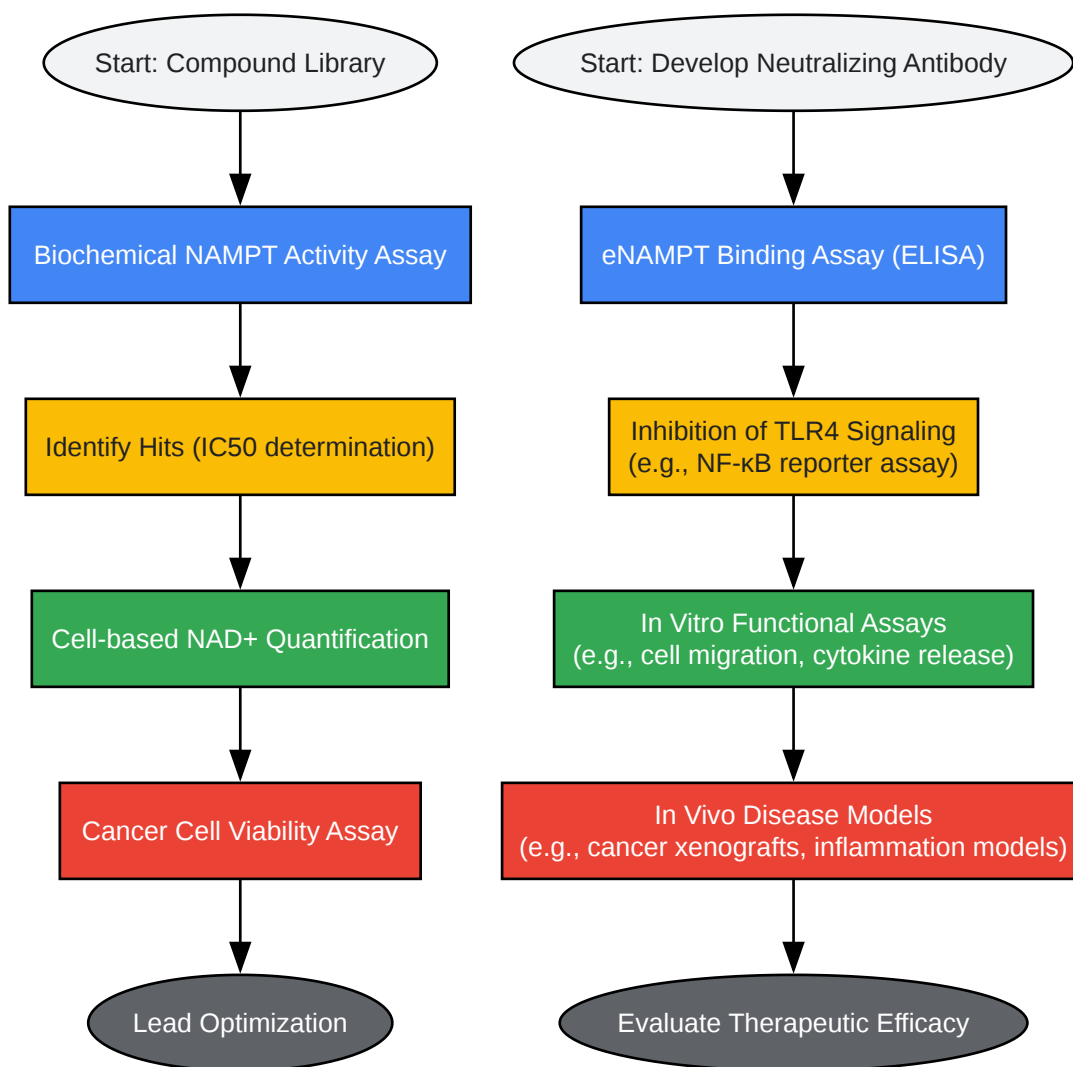 Start: Compound Library
Biochemical NAMPT Activity Assay
Identify Hits (IC50 determination)
Cell-based NAD+ Quantification
Cancer Cell Viability Assay
Lead Optimization
Start: Develop Neutralizing Antibody
eNAMPT Binding Assay (ELISA)
Inhibition of TLR4 Signaling
(e.g., NF-κB reporter assay)
In Vitro Functional Assays
(e.g., cell migration, cytokine release)
In Vivo Disease Models
(e.g., cancer xenografts, inflammation models)
Evaluate Therapeutic Efficacy